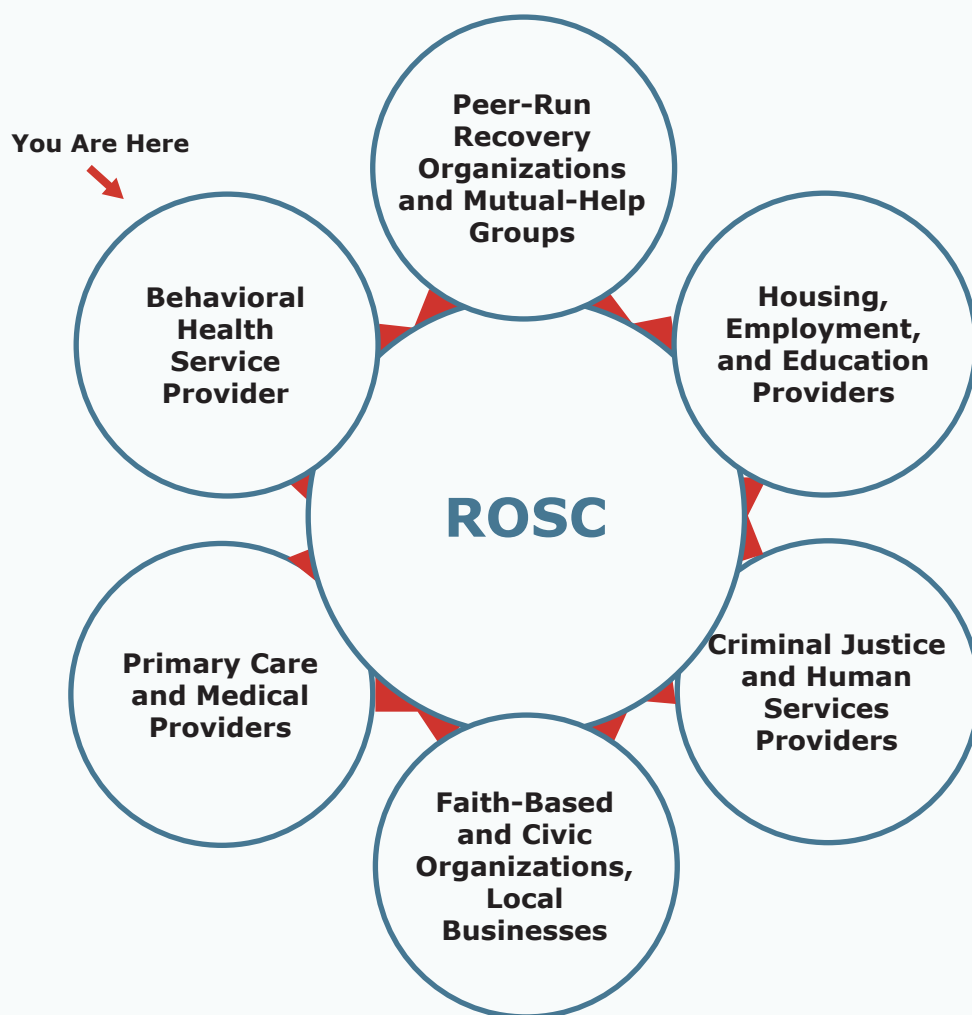 You Are Here
Peer-Run
Recovery
Organizations
and Mutual-Help
Groups
Behavioral
Health
Service
Provider
Housing,
Employment,
and Education
Providers
ROSC
Primary Care
and Medical
Providers
Criminal Justice
and Human
Services
Providers
Faith-Based
and Civic
Organizations,
Local
Businesses